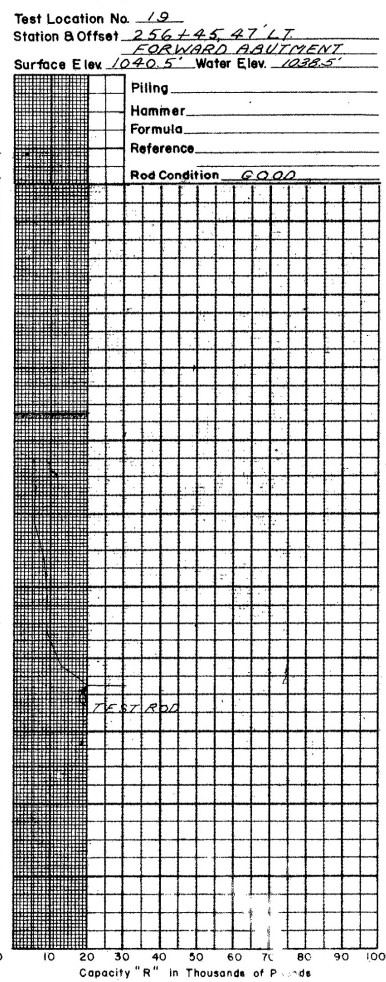 Test Location No. 19
Station & Offset 256+45, 47' LT.
FORWARD ABUTMENT
Surface Elev. 1040.5' Water Elev. 1038.5'
Piling
Hammer
Formula
Reference
Rod Condition GOOD
TEST ROD
0 10 20 30 40 50 60 70 80 90 100
Capacity "R" in Thousands of Pounds